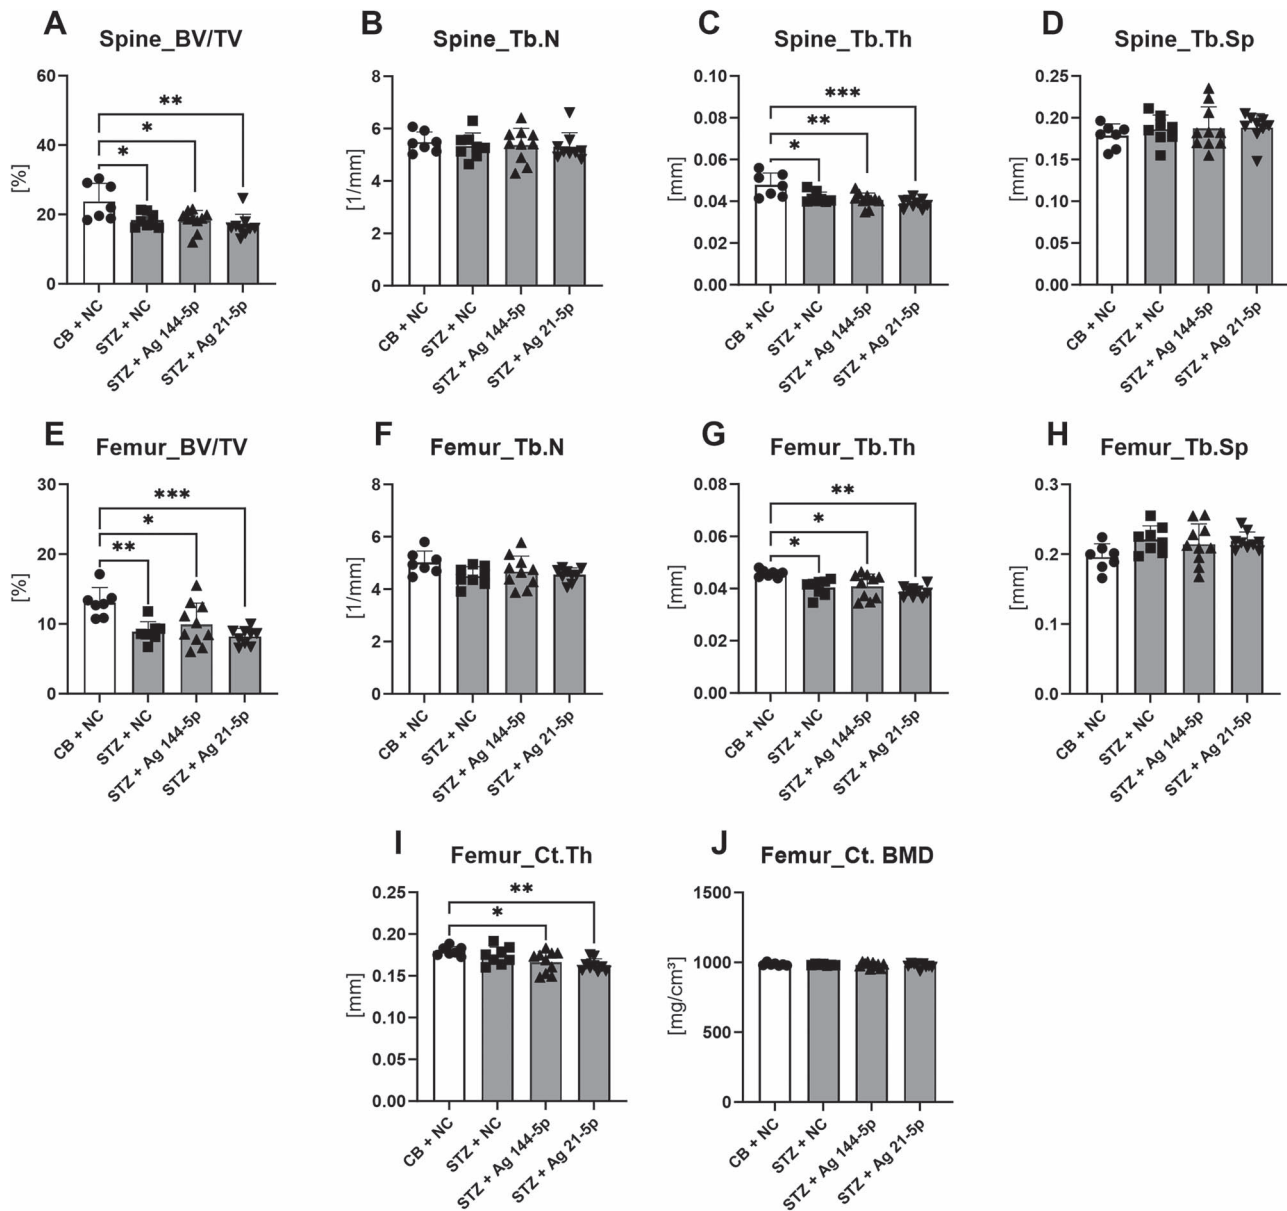 A
Spine_BV/TV
[%]
60
40
20
0
**
*
*
CB + NC
STZ + NC
STZ + Ag 144-5p
STZ + Ag 21-5p
B
Spine_Tb.N
[1/mm]
8
6
4
2
0
CB + NC
STZ + NC
STZ + Ag 144-5p
STZ + Ag 21-5p
C
Spine_Tb.Th
[mm]
0.10
0.08
0.06
0.04
0.02
0.00
***
**
*
CB + NC
STZ + NC
STZ + Ag 144-5p
STZ + Ag 21-5p
D
Spine_Tb.Sp
[mm]
0.25
0.20
0.15
0.10
0.05
0.00
CB + NC
STZ + NC
STZ + Ag 144-5p
STZ + Ag 21-5p
E
Femur_BV/TV
[%]
30
20
10
0
***
*
**
CB + NC
STZ + NC
STZ + Ag 144-5p
STZ + Ag 21-5p
F
Femur_Tb.N
[1/mm]
8
6
4
2
0
CB + NC
STZ + NC
STZ + Ag 144-5p
STZ + Ag 21-5p
G
Femur_Tb.Th
[mm]
0.08
0.06
0.04
0.02
0.00
**
*
*
CB + NC
STZ + NC
STZ + Ag 144-5p
STZ + Ag 21-5p
H
Femur_Tb.Sp
[mm]
0.3
0.2
0.1
0.0
CB + NC
STZ + NC
STZ + Ag 144-5p
STZ + Ag 21-5p
I
Femur_Ct.Th
[mm]
0.25
0.20
0.15
0.10
0.05
0.00
**
*
CB + NC
STZ + NC
STZ + Ag 144-5p
STZ + Ag 21-5p
J
Femur_Ct. BMD
[mg/cm³]
1500
1000
500
0
CB + NC
STZ + NC
STZ + Ag 144-5p
STZ + Ag 21-5p